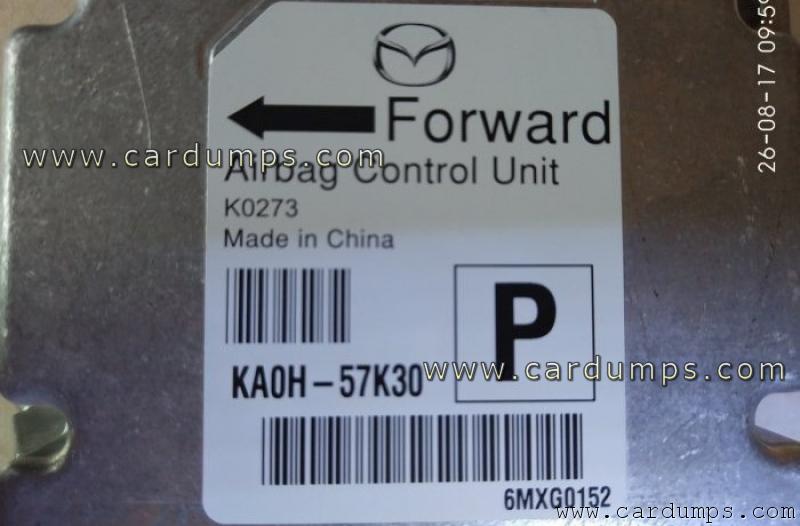 26-08-17 09:59
Forward
www.cardumps.com
Airbag Control Unit
K0273
Made in China
P
KA0H-57K30
www.cardumps.com
6MXG0152
www.cardumps.com